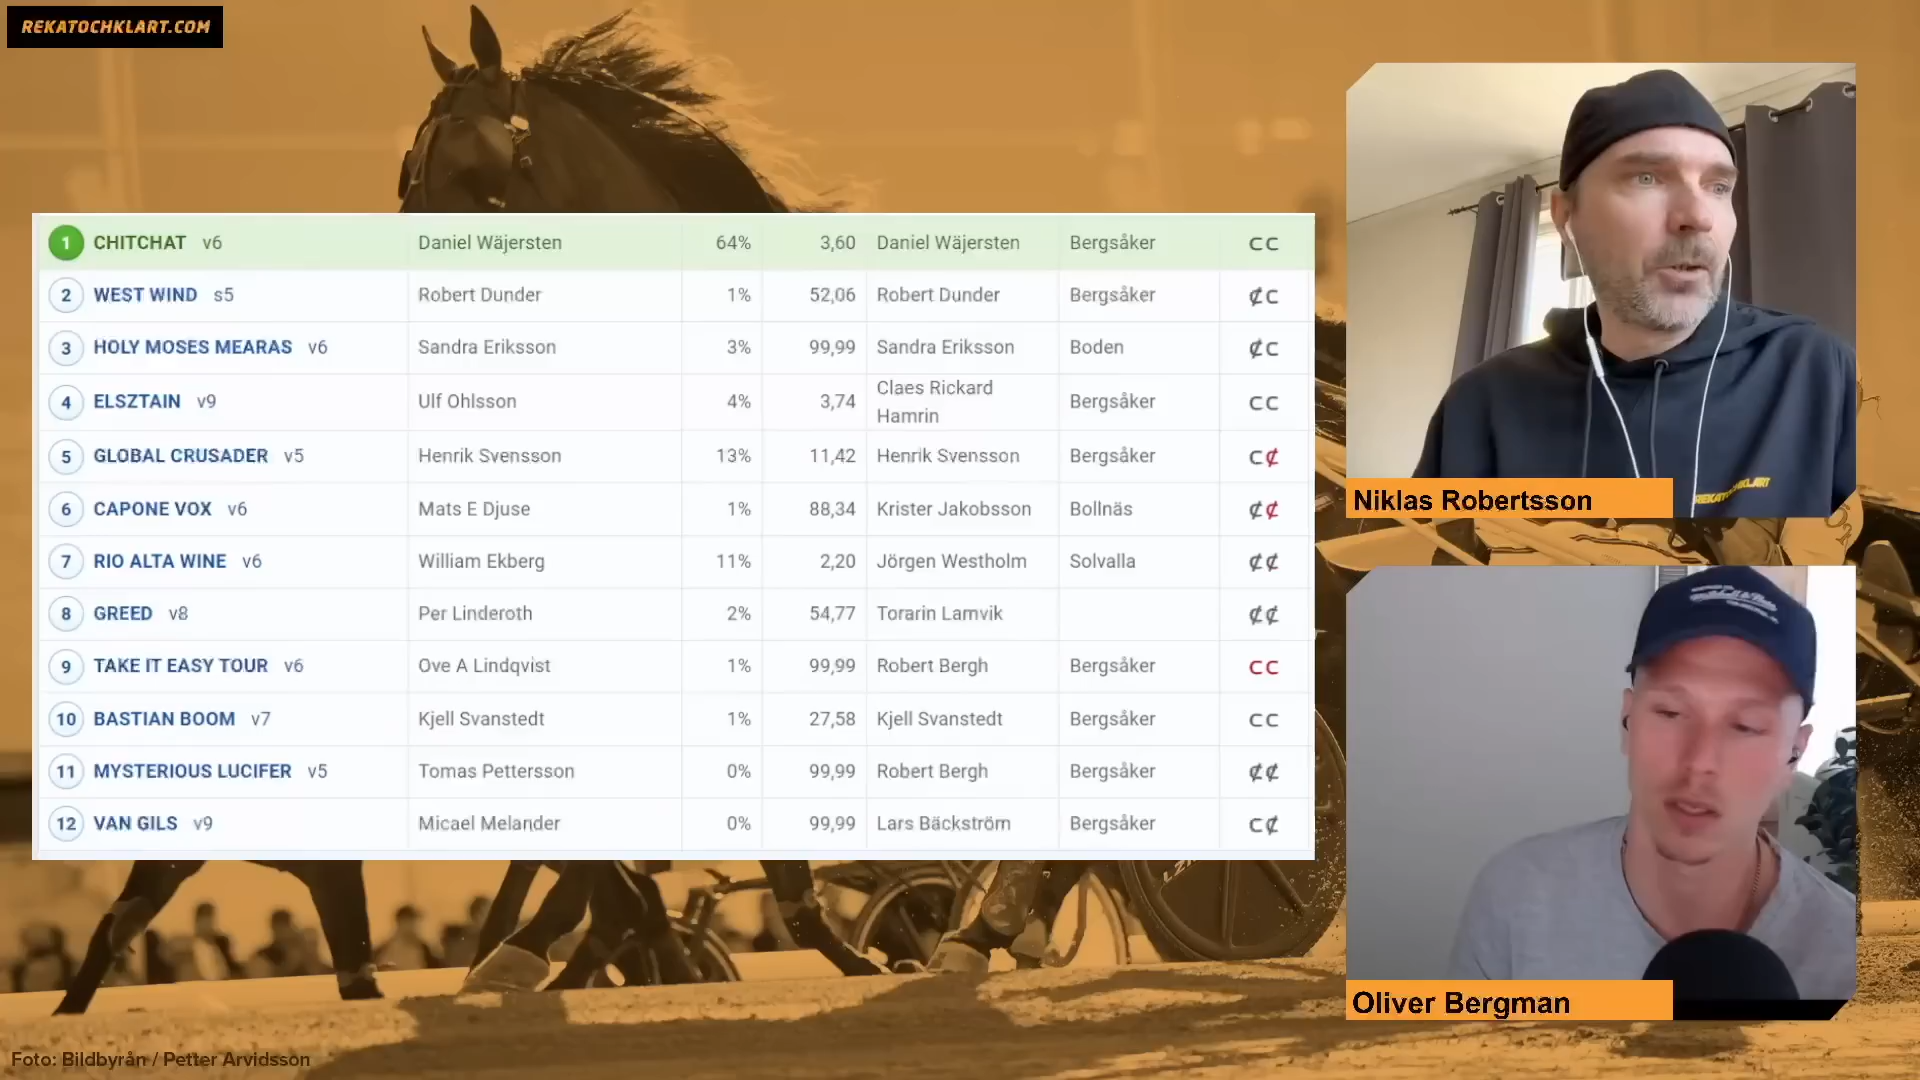 REKATOCHKLART.COM
1 CHITCHAT v6 Daniel Wäjersten 64% 3,60 Daniel Wäjersten Bergsåker C C
2 WEST WIND s5 Robert Dunder 1% 52,06 Robert Dunder Bergsåker ₵ C
3 HOLY MOSES MEARAS v6 Sandra Eriksson 3% 99,99 Sandra Eriksson Boden ₵ C
4 ELSZTAIN v9 Ulf Ohlsson 4% 3,74 Claes Rickard Hamrin Bergsåker C C
5 GLOBAL CRUSADER v5 Henrik Svensson 13% 11,42 Henrik Svensson Bergsåker C ₵
6 CAPONE VOX v6 Mats E Djuse 1% 88,34 Krister Jakobsson Bollnäs ₵ ₵
7 RIO ALTA WINE v6 William Ekberg 11% 2,20 Jörgen Westholm Solvalla ₵ ₵
8 GREED v8 Per Linderoth 2% 54,77 Torarin Lamvik ₵ ₵
9 TAKE IT EASY TOUR v6 Ove A Lindqvist 1% 99,99 Robert Bergh Bergsåker C C
10 BASTIAN BOOM v7 Kjell Svanstedt 1% 27,58 Kjell Svanstedt Bergsåker C C
11 MYSTERIOUS LUCIFER v5 Tomas Pettersson 0% 99,99 Robert Bergh Bergsåker ₵ ₵
12 VAN GILS v9 Micael Melander 0% 99,99 Lars Bäckström Bergsåker C ₵
REKATOCHKLART
Niklas Robertsson
Oliver Bergman
Foto: Bildbyrån / Petter Arvidsson